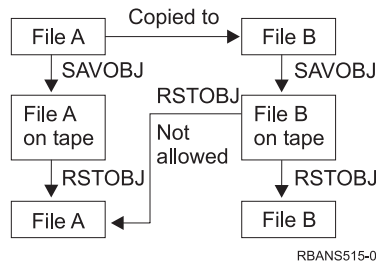 Copied to
File A
File B
SAVOBJ
SAVOBJ
File A
on tape
RSTOBJ
Not
allowed
File B
on tape
RSTOBJ
RSTOBJ
File A
File B
RBANS515-0